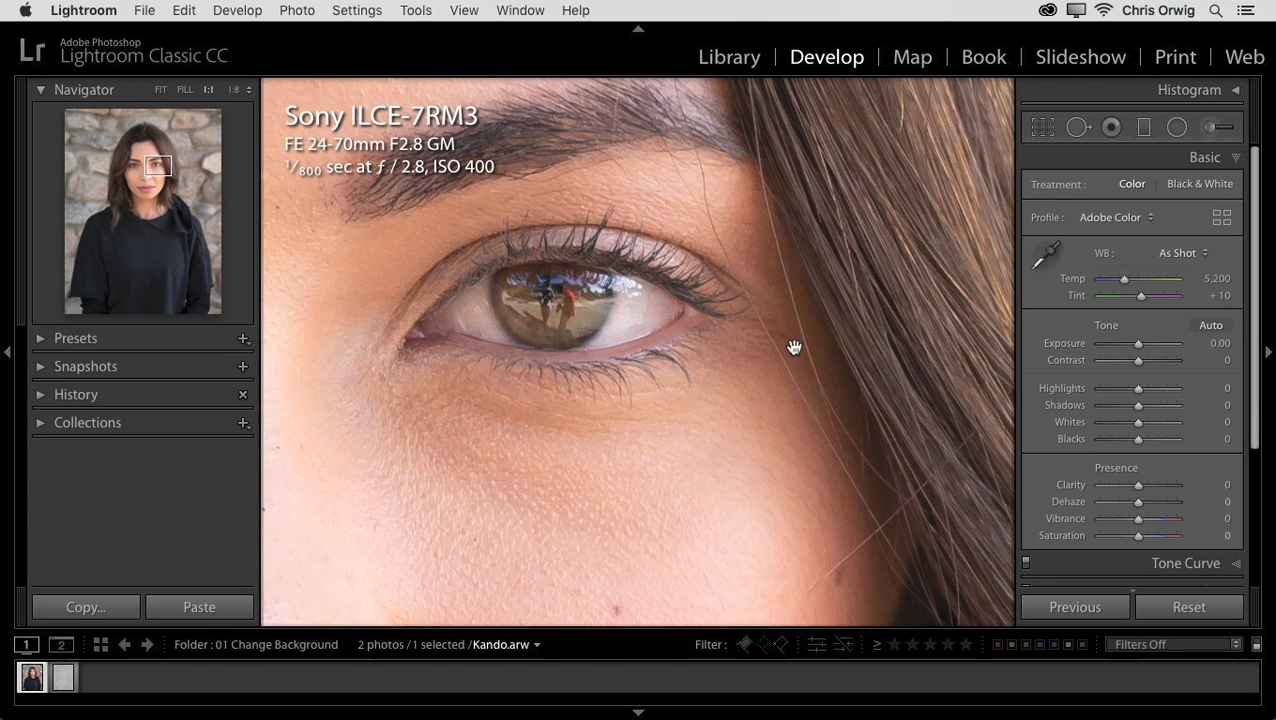 Lightroom File Edit Develop Photo Settings Tools View Window Help Chris Orwig
Lr Adobe Photoshop
Lightroom Classic CC
Library | Develop | Map | Book | Slideshow | Print | Web
Navigator FIT FILL 1:1 1:8
Histogram
Sony ILCE-7RM3
FE 24-70mm F2.8 GM
1/800 sec at ƒ / 2.8, ISO 400
Basic
Treatment : Color | Black & White
Profile : Adobe Color
WB : As Shot
Temp 5,200
Tint + 10
Tone Auto
Exposure 0.00
Contrast 0
Highlights 0
Shadows 0
Whites 0
Blacks 0
Presence
Clarity 0
Dehaze 0
Vibrance 0
Saturation 0
Tone Curve
Presets
Snapshots
History
Collections
Copy... Paste
Previous Reset
1 2 Folder : 01 Change Background 2 photos / 1 selected / Kando.arw Filter : ≥ Filters Off